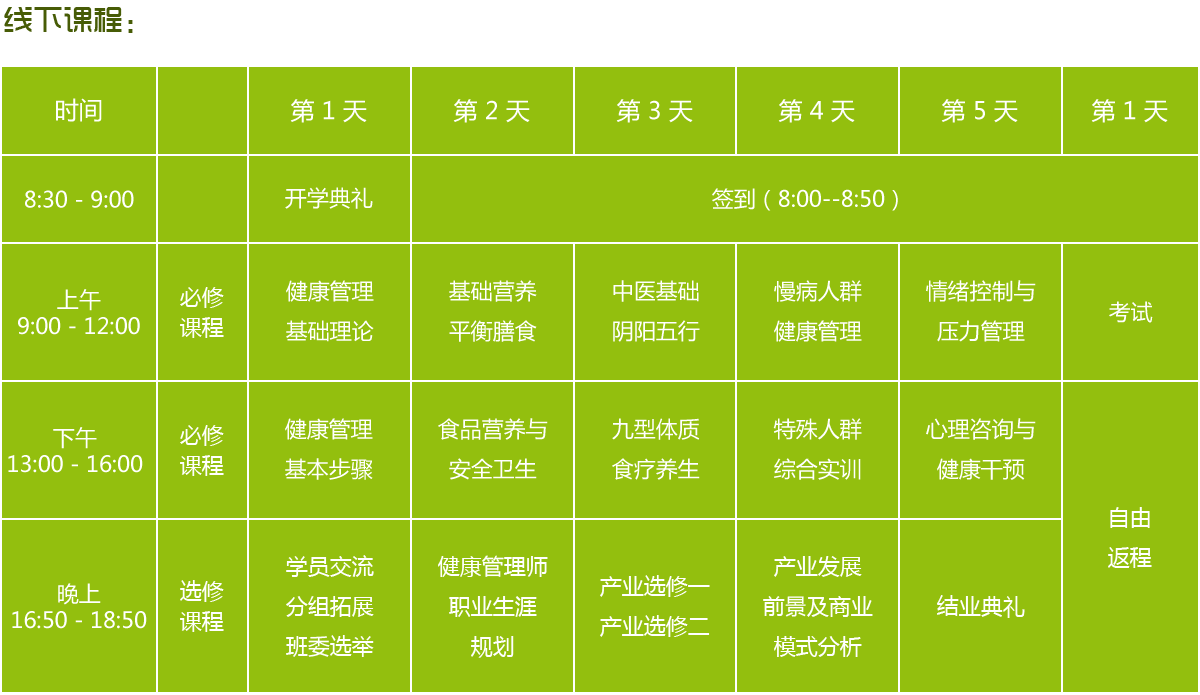 线下课程：
时间 第 1 天 第 2 天 第 3 天 第 4 天 第 5 天 第 1 天
8:30 - 9:00 开学典礼 签到（8:00--8:50）
上午
9:00 - 12:00
必修
课程
健康管理
基础理论
基础营养
平衡膳食
中医基础
阴阳五行
慢病人群
健康管理
情绪控制与
压力管理
考试
下午
13:00 - 16:00
必修
课程
健康管理
基本步骤
食品营养与
安全卫生
九型体质
食疗养生
特殊人群
综合实训
心理咨询与
健康干预
自由
返程
晚上
16:50 - 18:50
选修
课程
学员交流
分组拓展
班委选举
健康管理师
职业生涯
规划
产业选修一
产业选修二
产业发展
前景及商业
模式分析
结业典礼